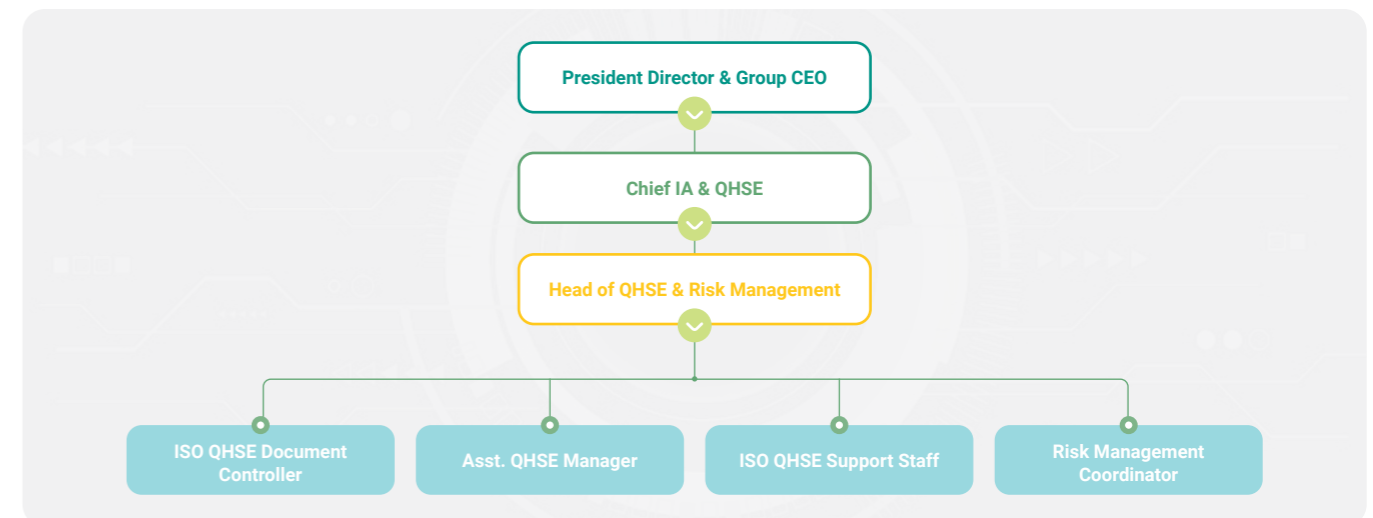 President Director & Group CEO
Chief IA & QHSE
Head of QHSE & Risk Management
ISO QHSE Document
Controller
Asst. QHSE Manager
ISO QHSE Support Staff
Risk Management
Coordinator